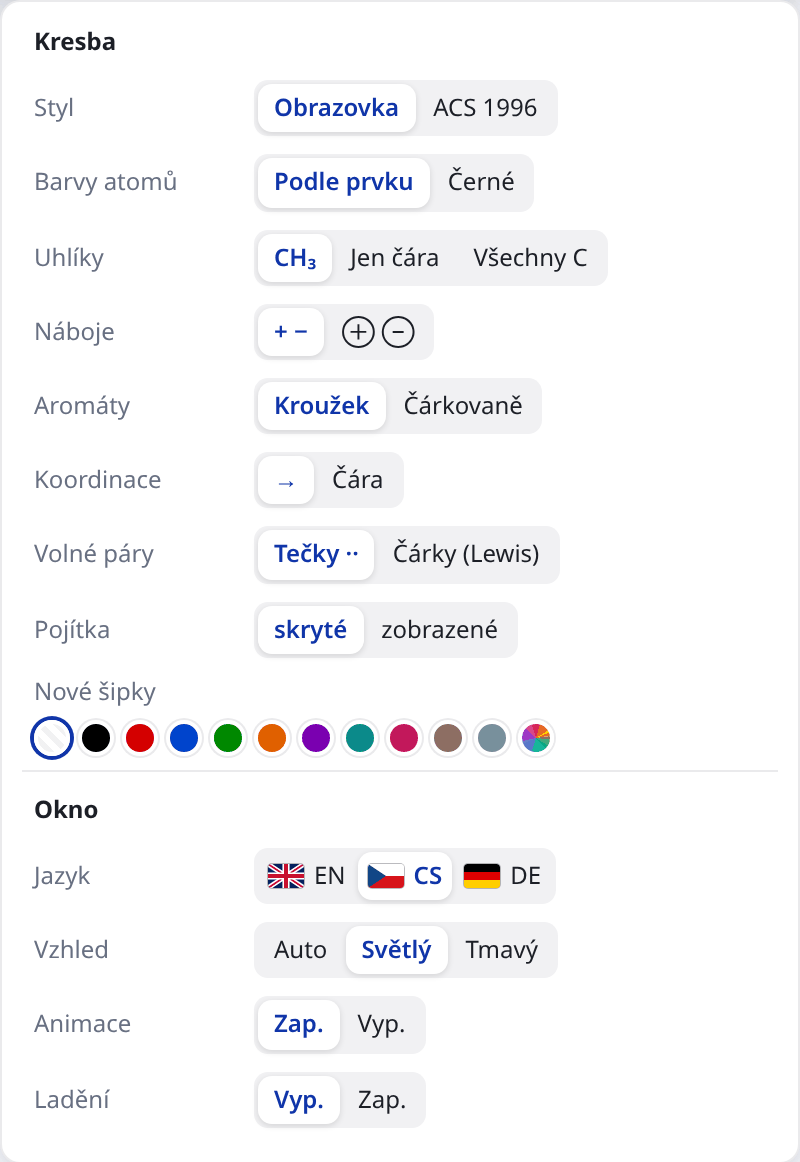 Kresba
Styl Obrazovka ACS 1996
Barvy atomů Podle prvku Černé
Uhlíky CH₃ Jen čára Všechny C
Náboje + − ⊕ ⊖
Aromáty Kroužek Čárkovaně
Koordinace → Čára
Volné páry Tečky ·· Čárky (Lewis)
Pojítka skryté zobrazené
Nové šipky
Okno
Jazyk EN CS DE
Vzhled Auto Světlý Tmavý
Animace Zap. Vyp.
Ladění Vyp. Zap.